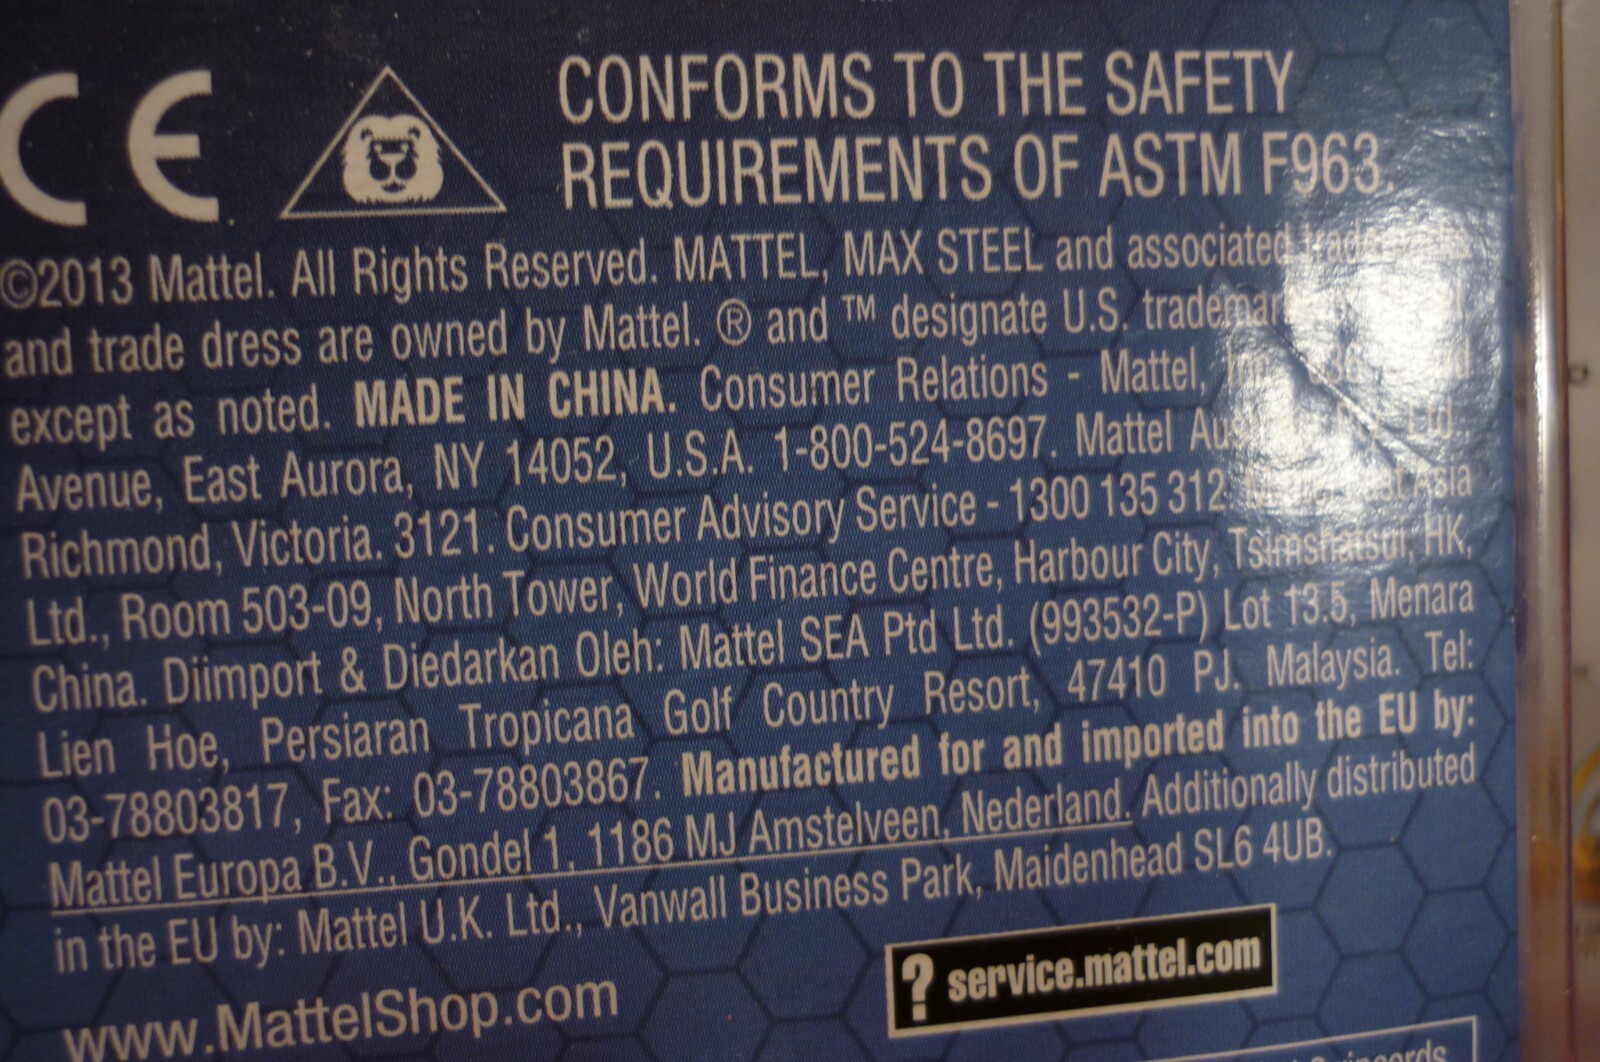 CE
CONFORMS TO THE SAFETY
REQUIREMENTS OF ASTM F963.
©2013 Mattel. All Rights Reserved. MATTEL, MAX STEEL and associated
and trade dress are owned by Mattel. ® and ™ designate U.S.
except as noted. MADE IN CHINA. Consumer Relations - Mattel,
Avenue, East Aurora, NY 14052, U.S.A. 1-800-524-8697. Mattel Ltd.,
Richmond, Victoria. 3121. Consumer Advisory Service - 1300 135 312 Asia
Ltd., Room 503-09, North Tower, World Finance Centre, Harbour City, Tsimshatsui, HK,
China. Diimport & Diedarkan Oleh: Mattel SEA Ptd Ltd. (993532-P) Lot 13.5, Menara
Lien Hoe, Persiaran Tropicana Golf Country Resort, 47410 PJ. Malaysia. Tel:
03-78803817, Fax: 03-78803867. Manufactured for and imported into the EU by:
Mattel Europa B.V., Gondel 1, 1186 MJ Amstelveen, Nederland. Additionally distributed
in the EU by: Mattel U.K. Ltd., Vanwall Business Park, Maidenhead SL6 4UB.
? service.mattel.com
www.MattelShop.com